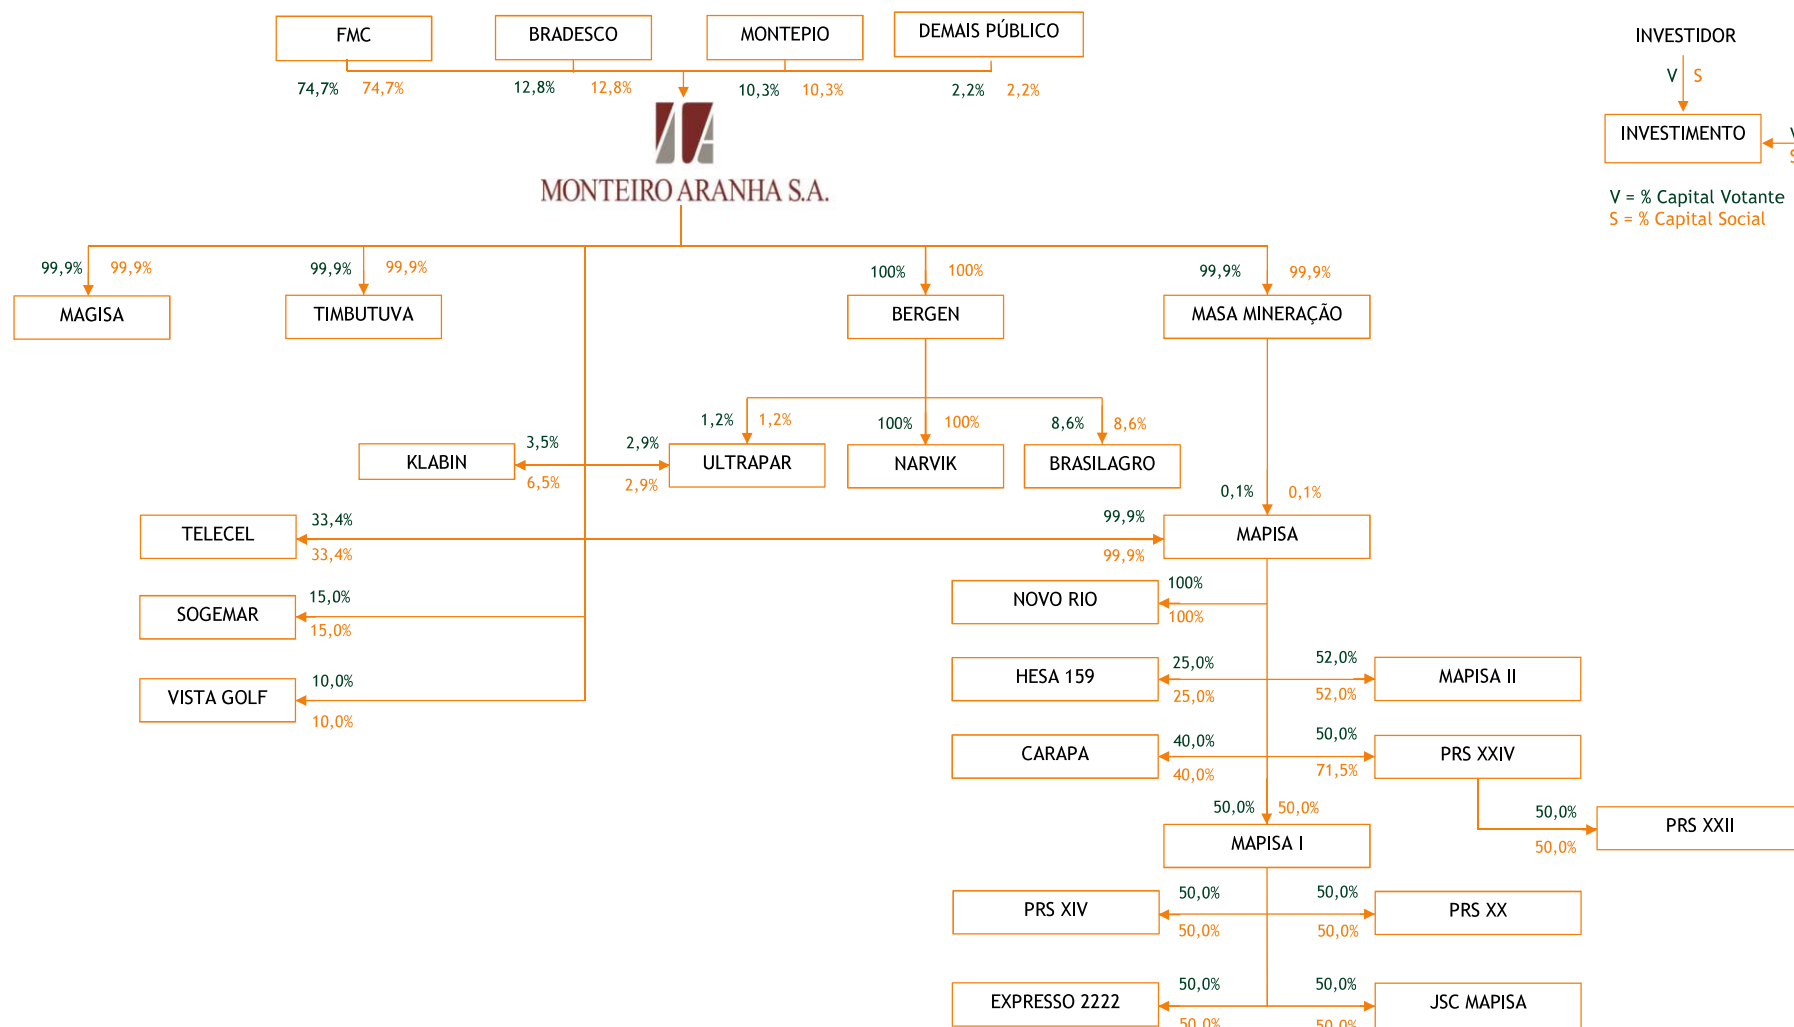 FMC
BRADESCO
MONTEPIO
DEMAIS PÚBLICO
74,7% 74,7%
12,8% 12,8%
10,3% 10,3%
2,2% 2,2%
INVESTIDOR
V S
INVESTIMENTO
V = % Capital Votante
S = % Capital Social
MONTEIRO ARANHA S.A.
99,9% 99,9%
99,9% 99,9%
100% 100%
99,9% 99,9%
MAGISA
TIMBUTUVA
BERGEN
MASA MINERAÇÃO
1,2% 1,2%
100% 100%
8,6% 8,6%
KLABIN
3,5%
6,5%
2,9%
2,9%
ULTRAPAR
NARVIK
BRASILAGRO
0,1% 0,1%
TELECEL
33,4%
33,4%
99,9%
99,9%
MAPISA
SOGEMAR
15,0%
15,0%
NOVO RIO
100%
100%
VISTA GOLF
10,0%
10,0%
HESA 159
25,0%
25,0%
52,0%
52,0%
MAPISA II
CARAPA
40,0%
40,0%
50,0%
71,5%
PRS XXIV
50,0% 50,0%
MAPISA I
50,0%
50,0%
PRS XXII
PRS XIV
50,0%
50,0%
50,0%
50,0%
PRS XX
EXPRESSO 2222
50,0%
50,0%
50,0%
50,0%
JSC MAPISA